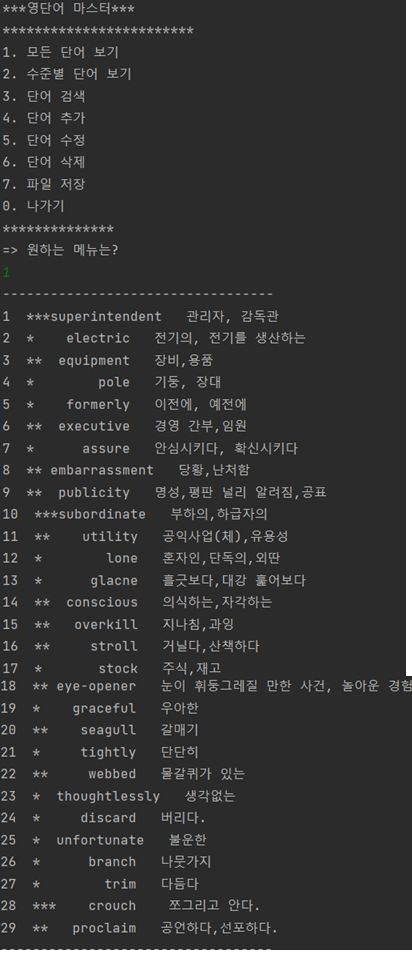 ***영단어 마스터***
************************
1. 모든 단어 보기
2. 수준별 단어 보기
3. 단어 검색
4. 단어 추가
5. 단어 수정
6. 단어 삭제
7. 파일 저장
0. 나가기
**************
=> 원하는 메뉴는?
1
----------------------------------
1 ***superintendent 관리자, 감독관
2 * electric 전기의, 전기를 생산하는
3 ** equipment 장비,용품
4 * pole 기둥, 장대
5 * formerly 이전에, 예전에
6 ** executive 경영 간부,임원
7 * assure 안심시키다, 확신시키다
8 ** embarrassment 당황,난처함
9 ** publicity 명성,평판 널리 알려짐,공표
10 ***subordinate 부하의,하급자의
11 ** utility 공익사업(체),유용성
12 * lone 혼자인,단독의,외딴
13 * glacne 흘긋보다,대강 훑어보다
14 ** conscious 의식하는,자각하는
15 ** overkill 지나침,과잉
16 ** stroll 거닐다,산책하다
17 * stock 주식,재고
18 ** eye-opener 눈이 휘둥그레질 만한 사건, 놀아운 경험
19 * graceful 우아한
20 ** seagull 갈매기
21 * tightly 단단히
22 ** webbed 물갈퀴가 있는
23 * thoughtlessly 생각없는
24 * discard 버리다.
25 * unfortunate 불운한
26 * branch 나뭇가지
27 * trim 다듬다
28 *** crouch 쪼그리고 안다.
29 ** proclaim 공언하다,선포하다.
----------------------------------